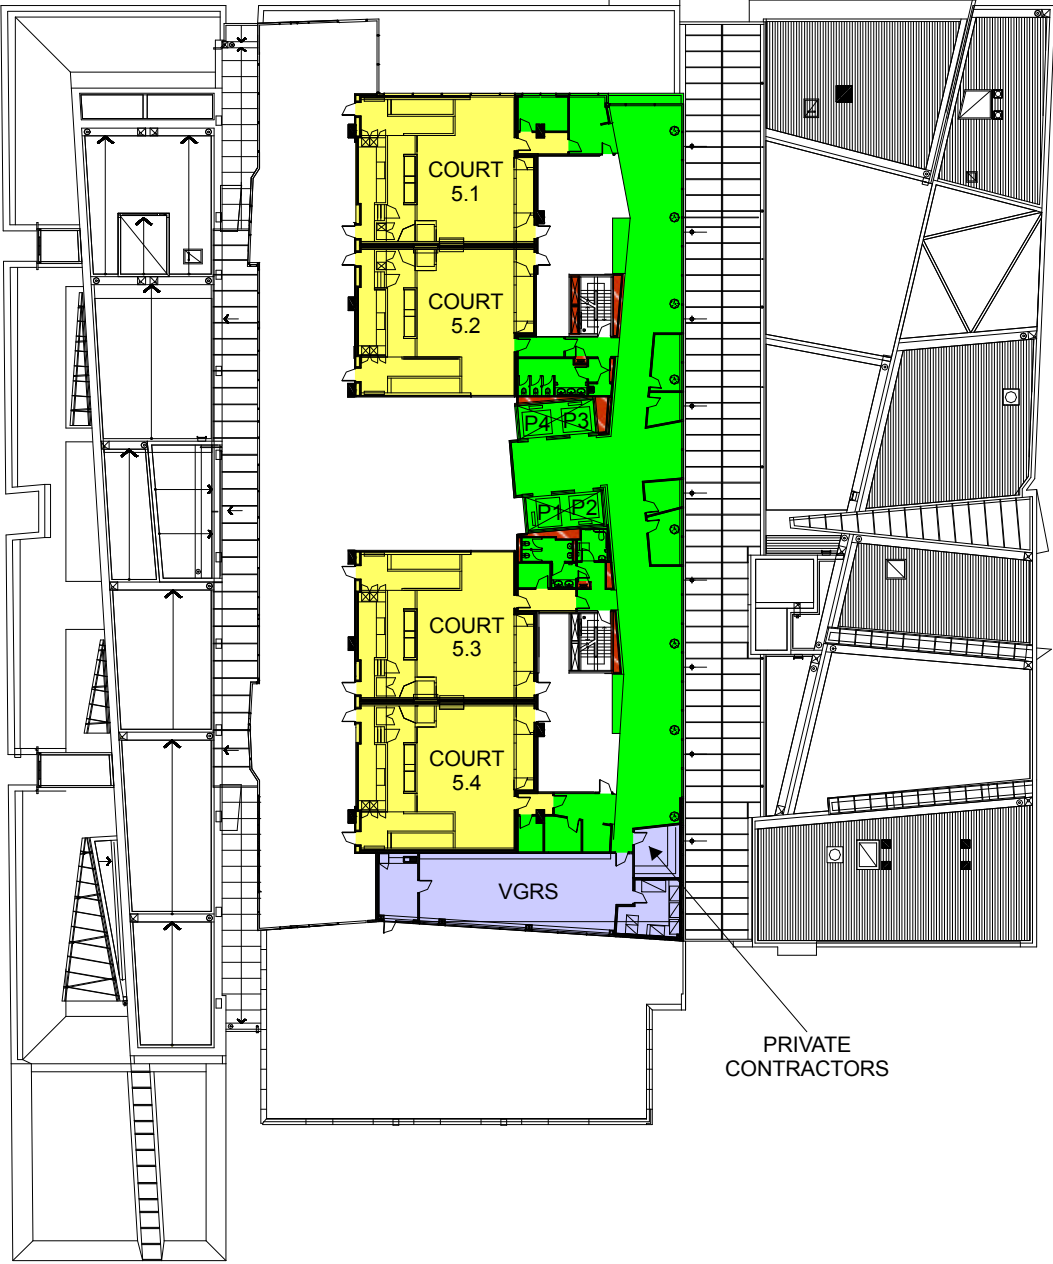 COURT
5.1
COURT
5.2
P4
P3
P1
P2
COURT
5.3
COURT
5.4
VGRS
PRIVATE
CONTRACTORS